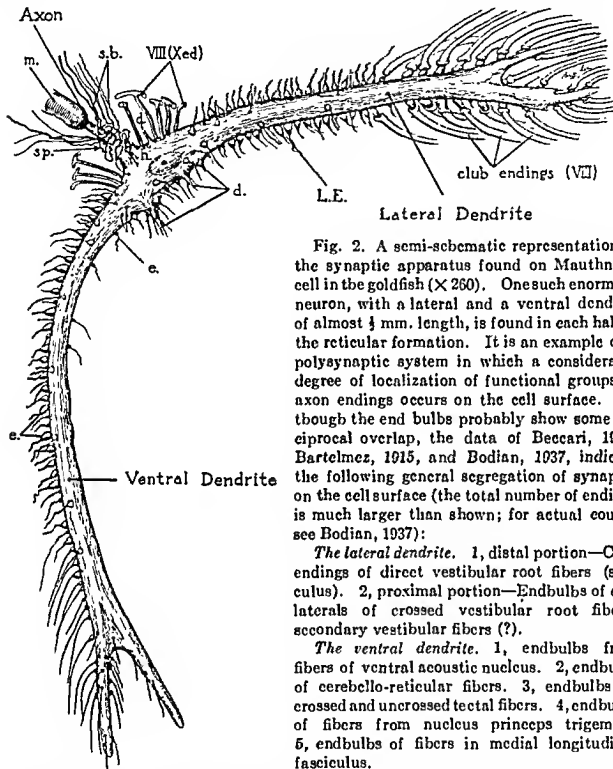 Axon
s.b.
VIII (Xed)
m.
sp.
h.
d.
L.E.
club endings (VIII)
Lateral Dendrite
e.
e.
Ventral Dendrite
Fig. 2. A semi-schematic representation
the synaptic apparatus found on Mauthn
cell in the goldfish (× 260). One such enorm
neuron, with a lateral and a ventral dend
of almost ½ mm. length, is found in each hal
the reticular formation. It is an example o
polysynaptic system in which a considera
degree of localization of functional groups
axon endings occurs on the cell surface.
though the end bulbs probably show some
ciprocal overlap, the data of Beccari, 19
Bartelmez, 1915, and Bodian, 1937, indic
the following general segregation of synap
on the cell surface (the total number of endi
is much larger than shown; for actual cou
see Bodian, 1937):
The lateral dendrite. 1, distal portion—C
endings of direct vestibular root fibers (s
culus). 2, proximal portion—Endbulbs of c
laterals of crossed vestibular root fibe
secondary vestibular fibers (?).
The ventral dendrite. 1, endbulbs fr
fibers of ventral acoustic nucleus. 2, endbu
of cerebello-reticular fibers. 3, endbulbs
crossed and uncrossed tectal fibers. 4, endbu
of fibers from nucleus princeps trigem
5, endbulbs of fibers in medial longitudi
fasciculus.